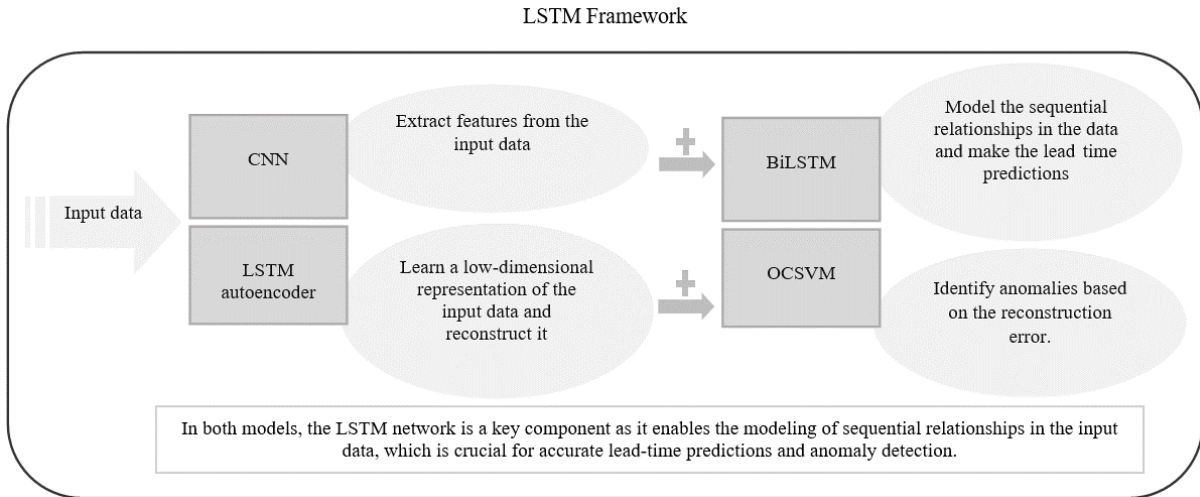 LSTM Framework
Input data
CNN
Extract features from the
input data
BiLSTM
Model the sequential
relationships in the data
and make the lead time
predictions
LSTM
autoencoder
Learn a low-dimensional
representation of the
input data and
reconstruct it
OCSVM
Identify anomalies based
on the reconstruction
error.
In both models, the LSTM network is a key component as it enables the modeling of sequential relationships in the input
data, which is crucial for accurate lead-time predictions and anomaly detection.